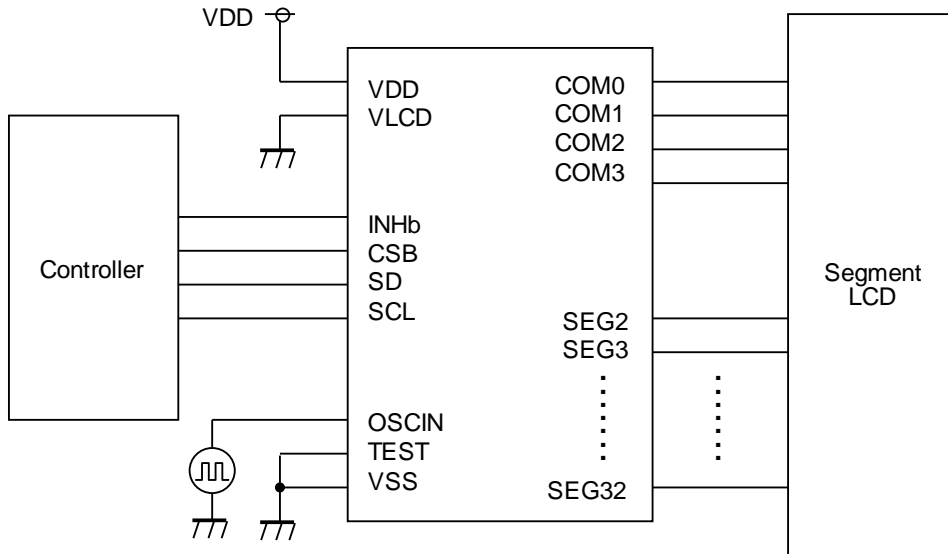 VDD
VDD
VLCD
INHb
CSB
SD
SCL
OSCIN
TEST
VSS
COM0
COM1
COM2
COM3
SEG2
SEG3
SEG32
Controller
Segment
LCD